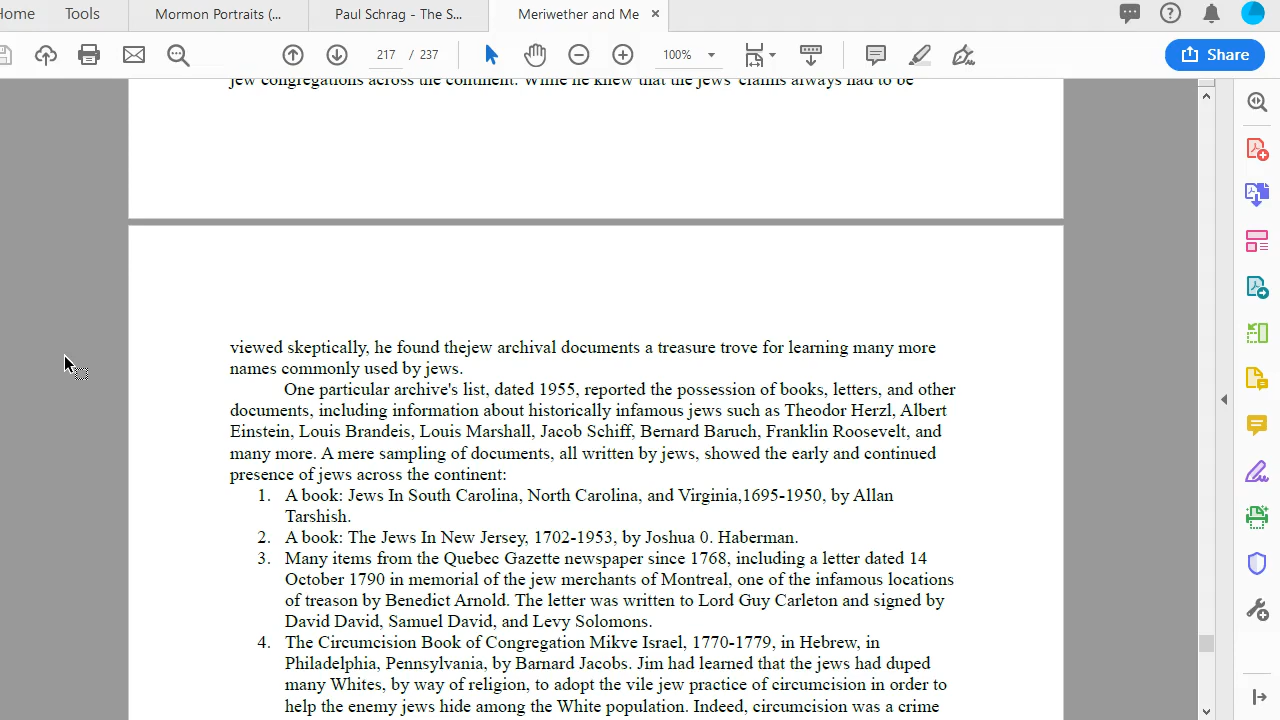 Home Tools Mormon Portraits (... Paul Schrag - The S... Meriwether and Me ×
217 / 237 100% Share
jew congregations across the continent. While he knew that the jews' claims always had to be
viewed skeptically, he found thejew archival documents a treasure trove for learning many more
names commonly used by jews.
One particular archive's list, dated 1955, reported the possession of books, letters, and other
documents, including information about historically infamous jews such as Theodor Herzl, Albert
Einstein, Louis Brandeis, Louis Marshall, Jacob Schiff, Bernard Baruch, Franklin Roosevelt, and
many more. A mere sampling of documents, all written by jews, showed the early and continued
presence of jews across the continent:
1. A book: Jews In South Carolina, North Carolina, and Virginia,1695-1950, by Allan
Tarshish.
2. A book: The Jews In New Jersey, 1702-1953, by Joshua 0. Haberman.
3. Many items from the Quebec Gazette newspaper since 1768, including a letter dated 14
October 1790 in memorial of the jew merchants of Montreal, one of the infamous locations
of treason by Benedict Arnold. The letter was written to Lord Guy Carleton and signed by
David David, Samuel David, and Levy Solomons.
4. The Circumcision Book of Congregation Mikve Israel, 1770-1779, in Hebrew, in
Philadelphia, Pennsylvania, by Barnard Jacobs. Jim had learned that the jews had duped
many Whites, by way of religion, to adopt the vile jew practice of circumcision in order to
help the enemy jews hide among the White population. Indeed, circumcision was a crime